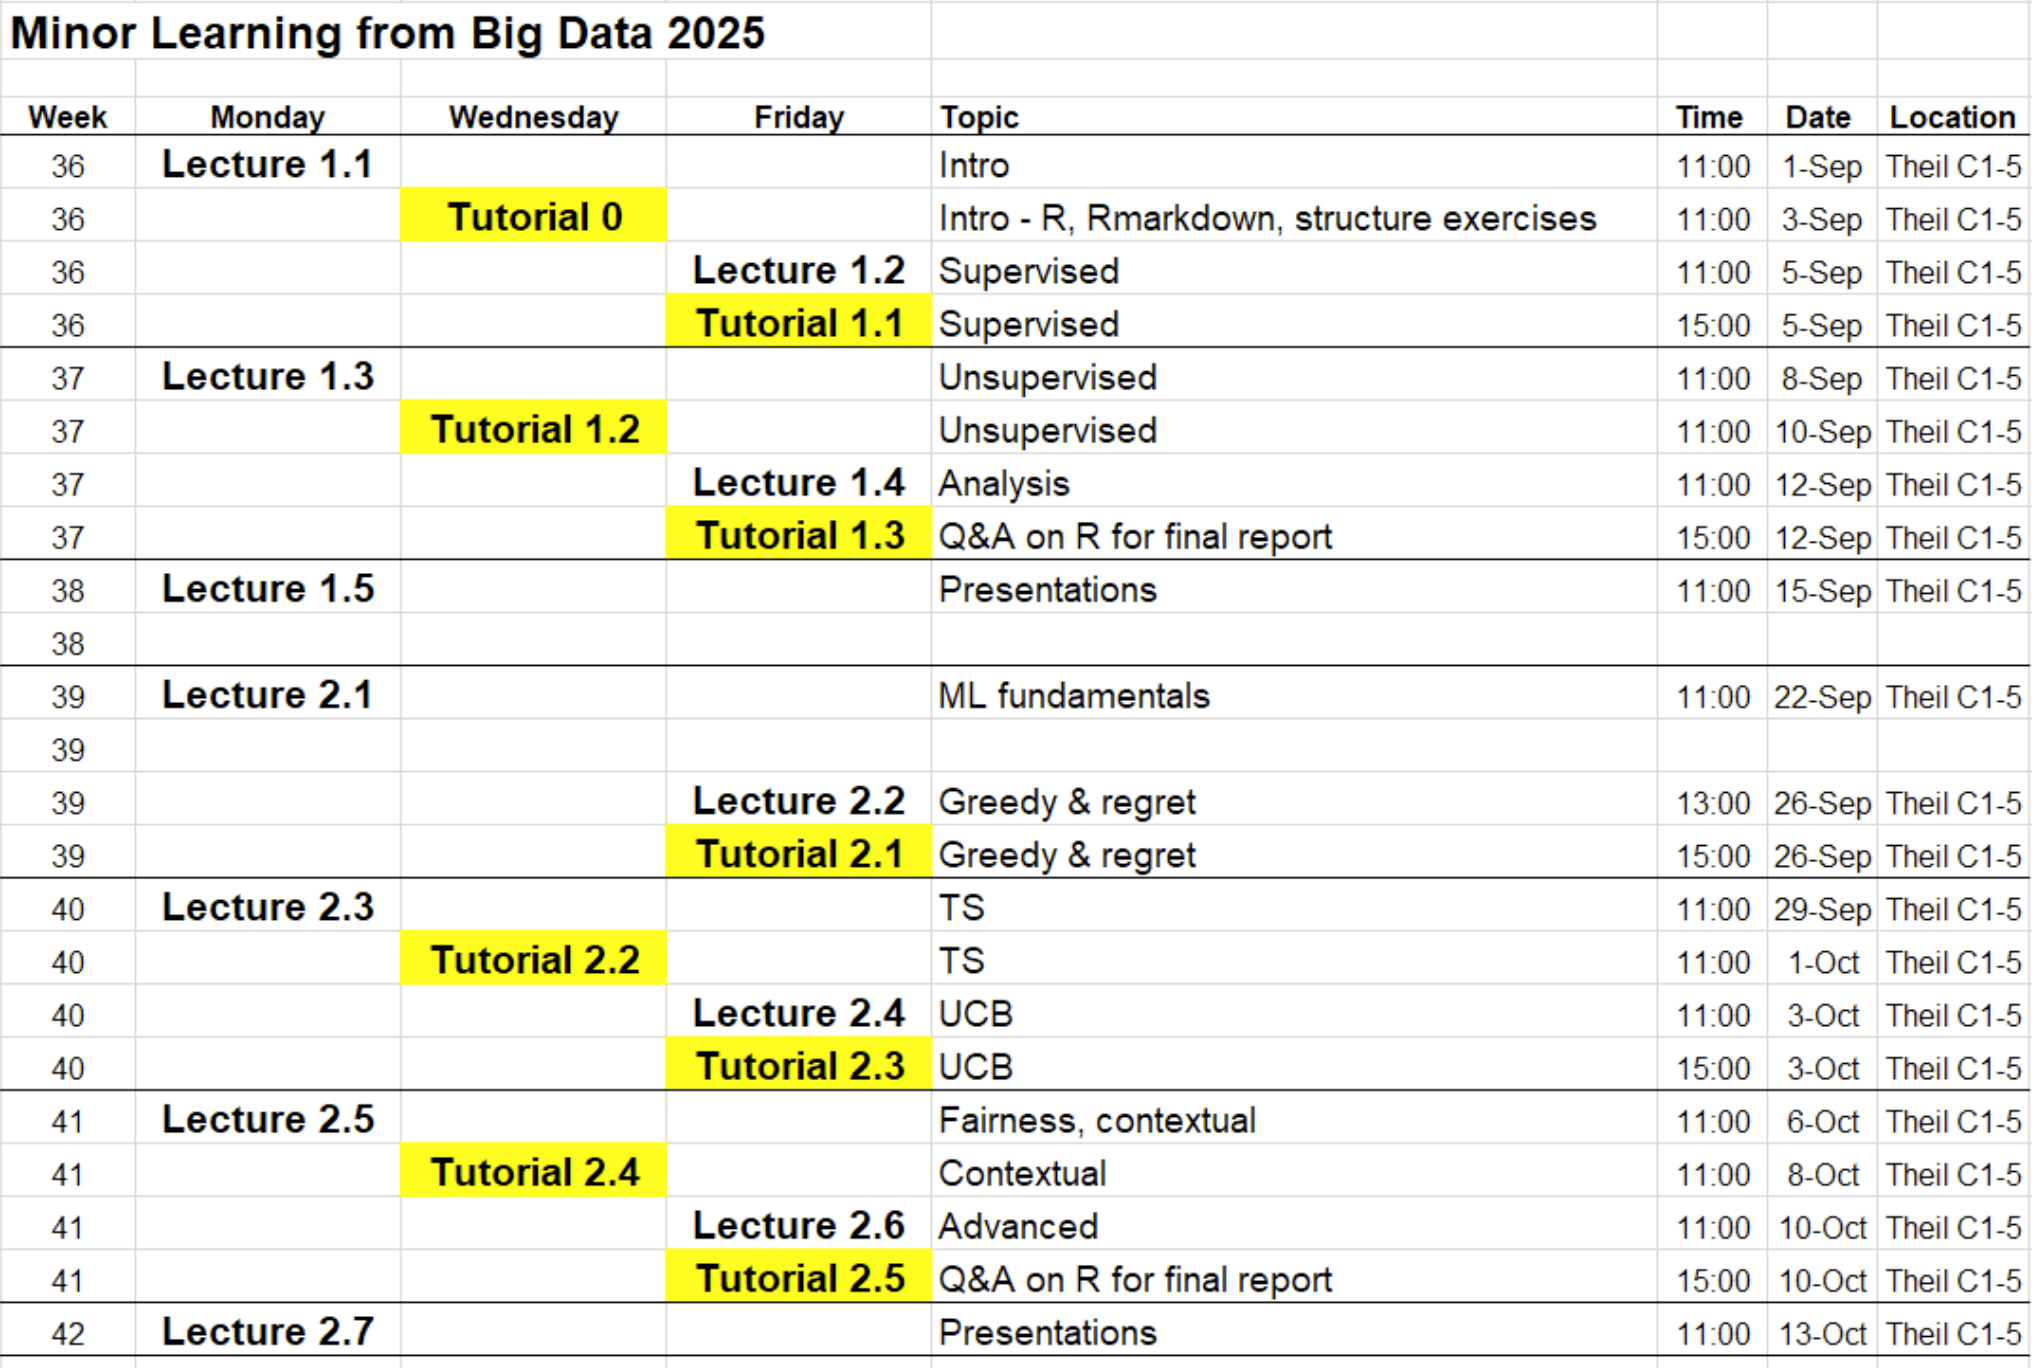 Minor Learning from Big Data 2025
Week Monday Wednesday Friday Topic Time Date Location
36 Lecture 1.1 Intro 11:00 1-Sep Theil C1-5
36 Tutorial 0 Intro - R, Rmarkdown, structure exercises 11:00 3-Sep Theil C1-5
36 Lecture 1.2 Supervised 11:00 5-Sep Theil C1-5
36 Tutorial 1.1 Supervised 15:00 5-Sep Theil C1-5
37 Lecture 1.3 Unsupervised 11:00 8-Sep Theil C1-5
37 Tutorial 1.2 Unsupervised 11:00 10-Sep Theil C1-5
37 Lecture 1.4 Analysis 11:00 12-Sep Theil C1-5
37 Tutorial 1.3 Q&A on R for final report 15:00 12-Sep Theil C1-5
38 Lecture 1.5 Presentations 11:00 15-Sep Theil C1-5
38
39 Lecture 2.1 ML fundamentals 11:00 22-Sep Theil C1-5
39
39 Lecture 2.2 Greedy & regret 13:00 26-Sep Theil C1-5
39 Tutorial 2.1 Greedy & regret 15:00 26-Sep Theil C1-5
40 Lecture 2.3 TS 11:00 29-Sep Theil C1-5
40 Tutorial 2.2 TS 11:00 1-Oct Theil C1-5
40 Lecture 2.4 UCB 11:00 3-Oct Theil C1-5
40 Tutorial 2.3 UCB 15:00 3-Oct Theil C1-5
41 Lecture 2.5 Fairness, contextual 11:00 6-Oct Theil C1-5
41 Tutorial 2.4 Contextual 11:00 8-Oct Theil C1-5
41 Lecture 2.6 Advanced 11:00 10-Oct Theil C1-5
41 Tutorial 2.5 Q&A on R for final report 15:00 10-Oct Theil C1-5
42 Lecture 2.7 Presentations 11:00 13-Oct Theil C1-5